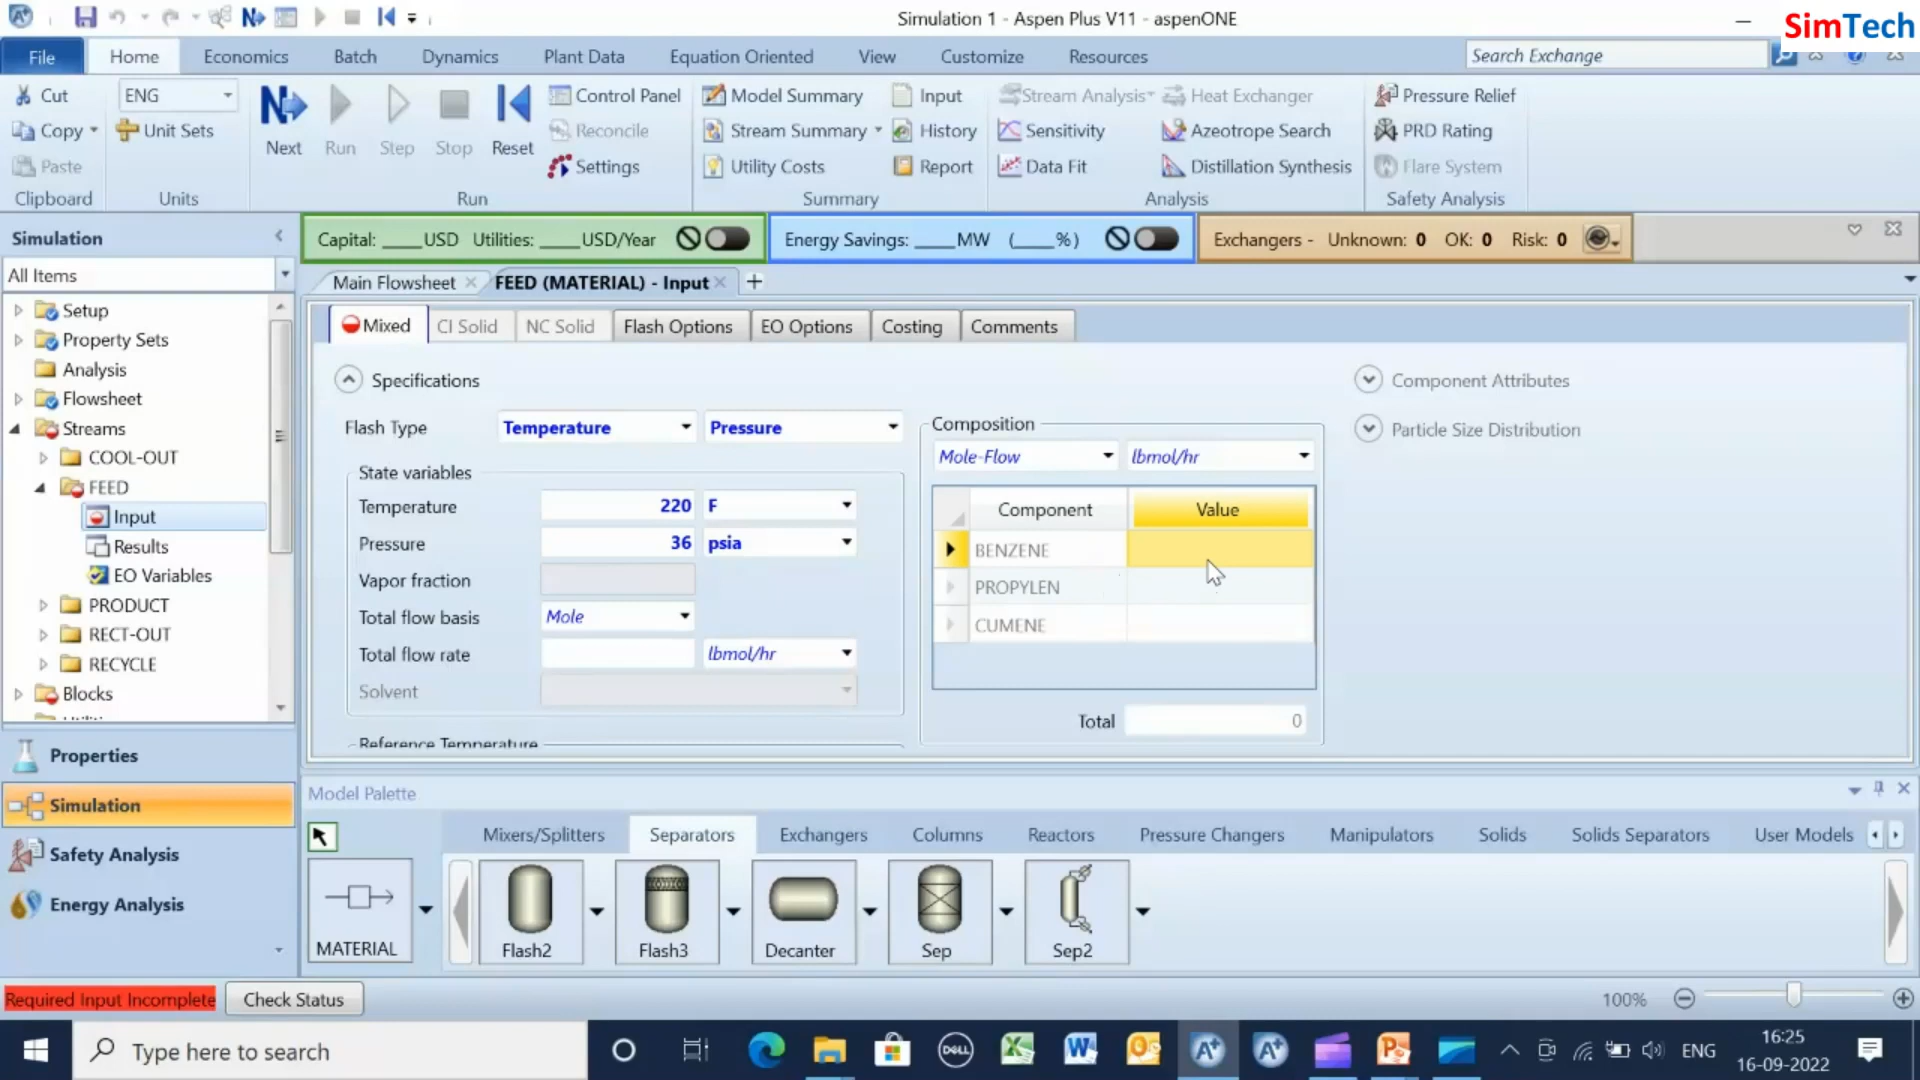 Simulation 1 - Aspen Plus V11 - aspenONE
SimTech
File Home Economics Batch Dynamics Plant Data Equation Oriented View Customize Resources Search Exchange
Cut ENG Control Panel Model Summary Input Stream Analysis Heat Exchanger Pressure Relief
Copy Unit Sets Reconcile Stream Summary History Sensitivity Azeotrope Search PRD Rating
Paste Next Run Step Stop Reset Settings Utility Costs Report Data Fit Distillation Synthesis Flare System
Clipboard Units Run Summary Analysis Safety Analysis
Simulation Capital: ____USD Utilities: ____USD/Year Energy Savings: ____MW (____%) Exchangers - Unknown: 0 OK: 0 Risk: 0
All Items Main Flowsheet FEED (MATERIAL) - Input
Setup
Property Sets
Analysis
Flowsheet
Streams
COOL-OUT
FEED
Input
Results
EO Variables
PRODUCT
RECT-OUT
RECYCLE
Blocks
Properties
Simulation
Safety Analysis
Energy Analysis
Mixed CI Solid NC Solid Flash Options EO Options Costing Comments
Specifications
Flash Type Temperature Pressure
State variables
Temperature 220 F
Pressure 36 psia
Vapor fraction
Total flow basis Mole
Total flow rate lbmol/hr
Solvent
Reference Temperature
Composition
Mole-Flow lbmol/hr
Component Value
BENZENE
PROPYLEN
CUMENE
Total 0
Component Attributes
Particle Size Distribution
Model Palette
Mixers/Splitters Separators Exchangers Columns Reactors Pressure Changers Manipulators Solids Solids Separators User Models
MATERIAL Flash2 Flash3 Decanter Sep Sep2
Required Input Incomplete Check Status 100%
Type here to search DELL ENG 16:25
16-09-2022